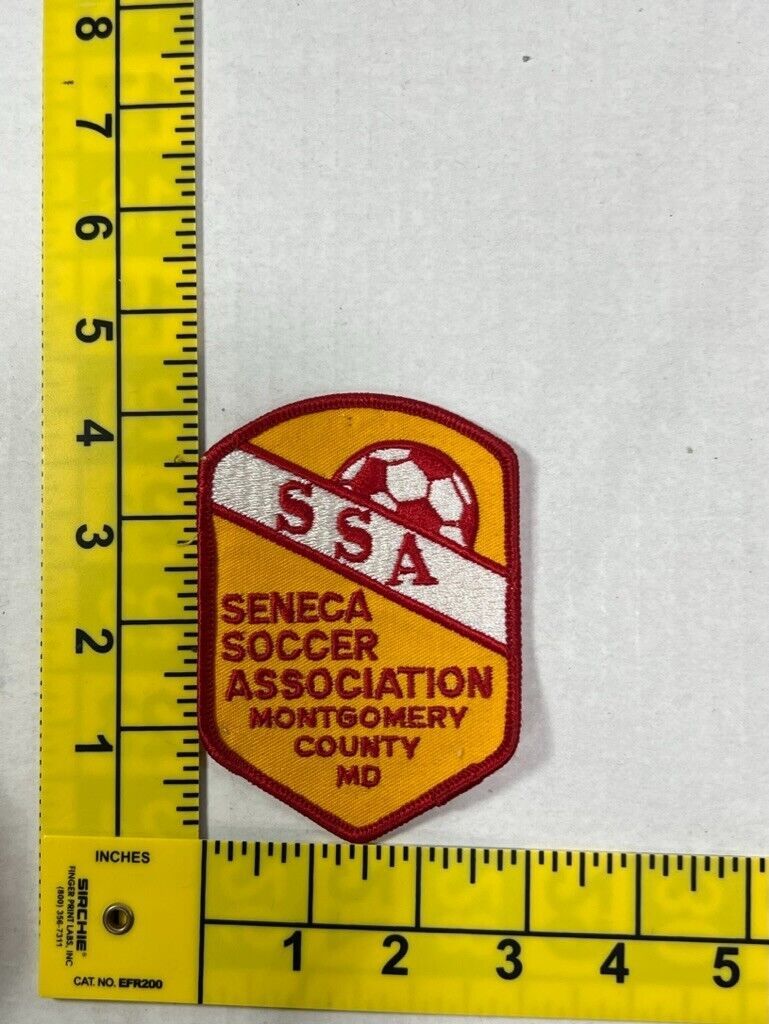 8
7
6
5
4
3
2
1
SSA
SENECA
SOCCER
ASSOCIATION
MONTGOMERY
COUNTY
MD
INCHES
SIRCHIE®
FINGER PRINT LABS, INC
(800) 356-7311
CAT. NO. EFR200
1 2 3 4 5